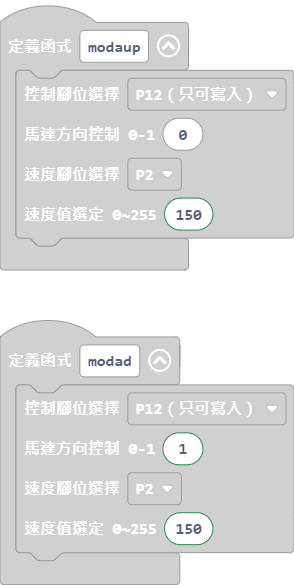 定義函式 modaup
控制腳位選擇 P12（只可寫入）
馬達方向控制 0-1 0
速度腳位選擇 P2
速度值選定 0~255 150
定義函式 modad
控制腳位選擇 P12（只可寫入）
馬達方向控制 0-1 1
速度腳位選擇 P2
速度值選定 0~255 150